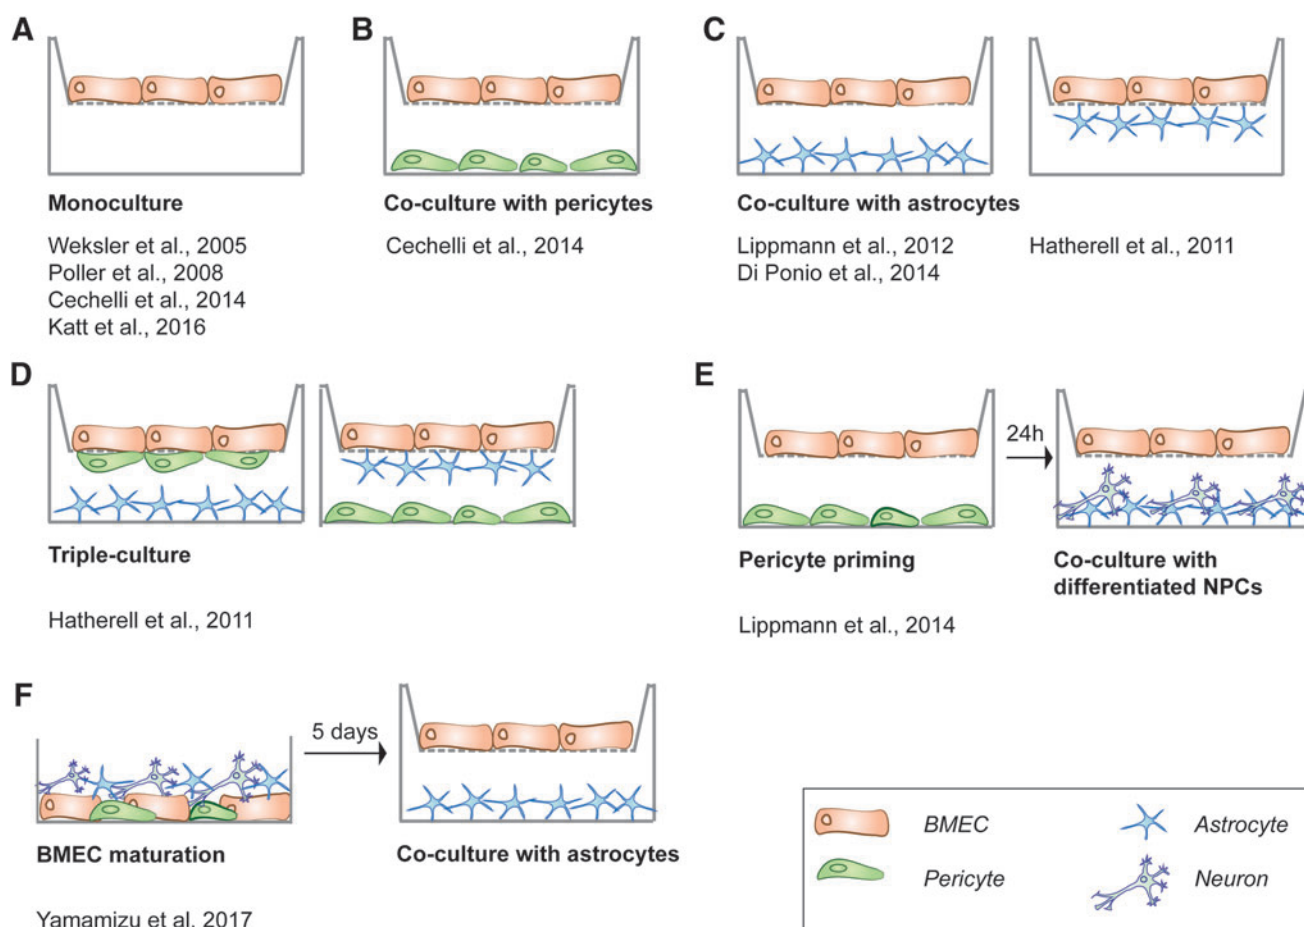 A
B
C
Monoculture
Weksler et al., 2005
Poller et al., 2008
Cechelli et al., 2014
Katt et al., 2016
Co-culture with pericytes
Cechelli et al., 2014
Co-culture with astrocytes
Lippmann et al., 2012
Di Ponio et al., 2014
Hatherell et al., 2011
D
Triple-culture
Hatherell et al., 2011
E
24h
Pericyte priming
Lippmann et al., 2014
Co-culture with
differentiated NPCs
F
5 days
BMEC maturation
Co-culture with astrocytes
Yamamizu et al. 2017
BMEC
Astrocyte
Pericyte
Neuron